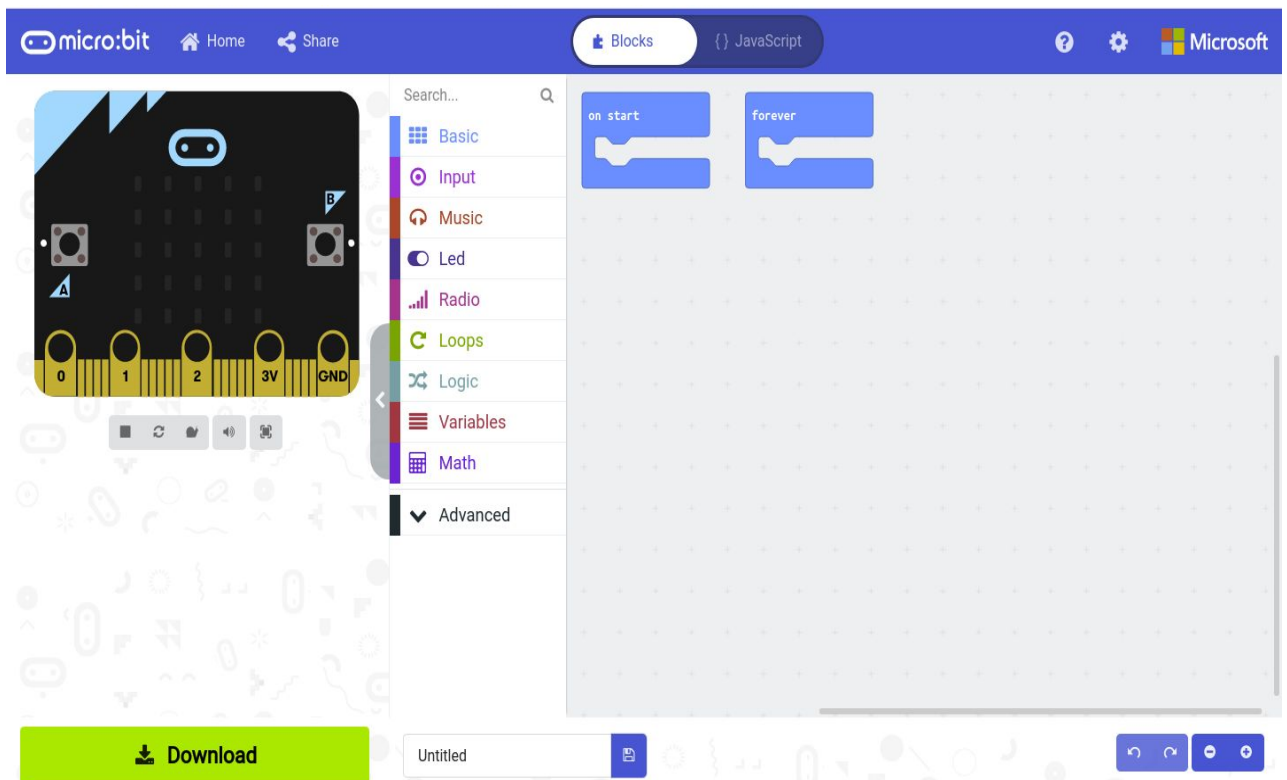 micro:bit
Home
Share
Blocks
{} JavaScript
?
Microsoft
B
A
0
1
2
3V
GND
Search...
Basic
Input
Music
Led
Radio
Loops
Logic
Variables
Math
Advanced
on start
forever
Download
Untitled